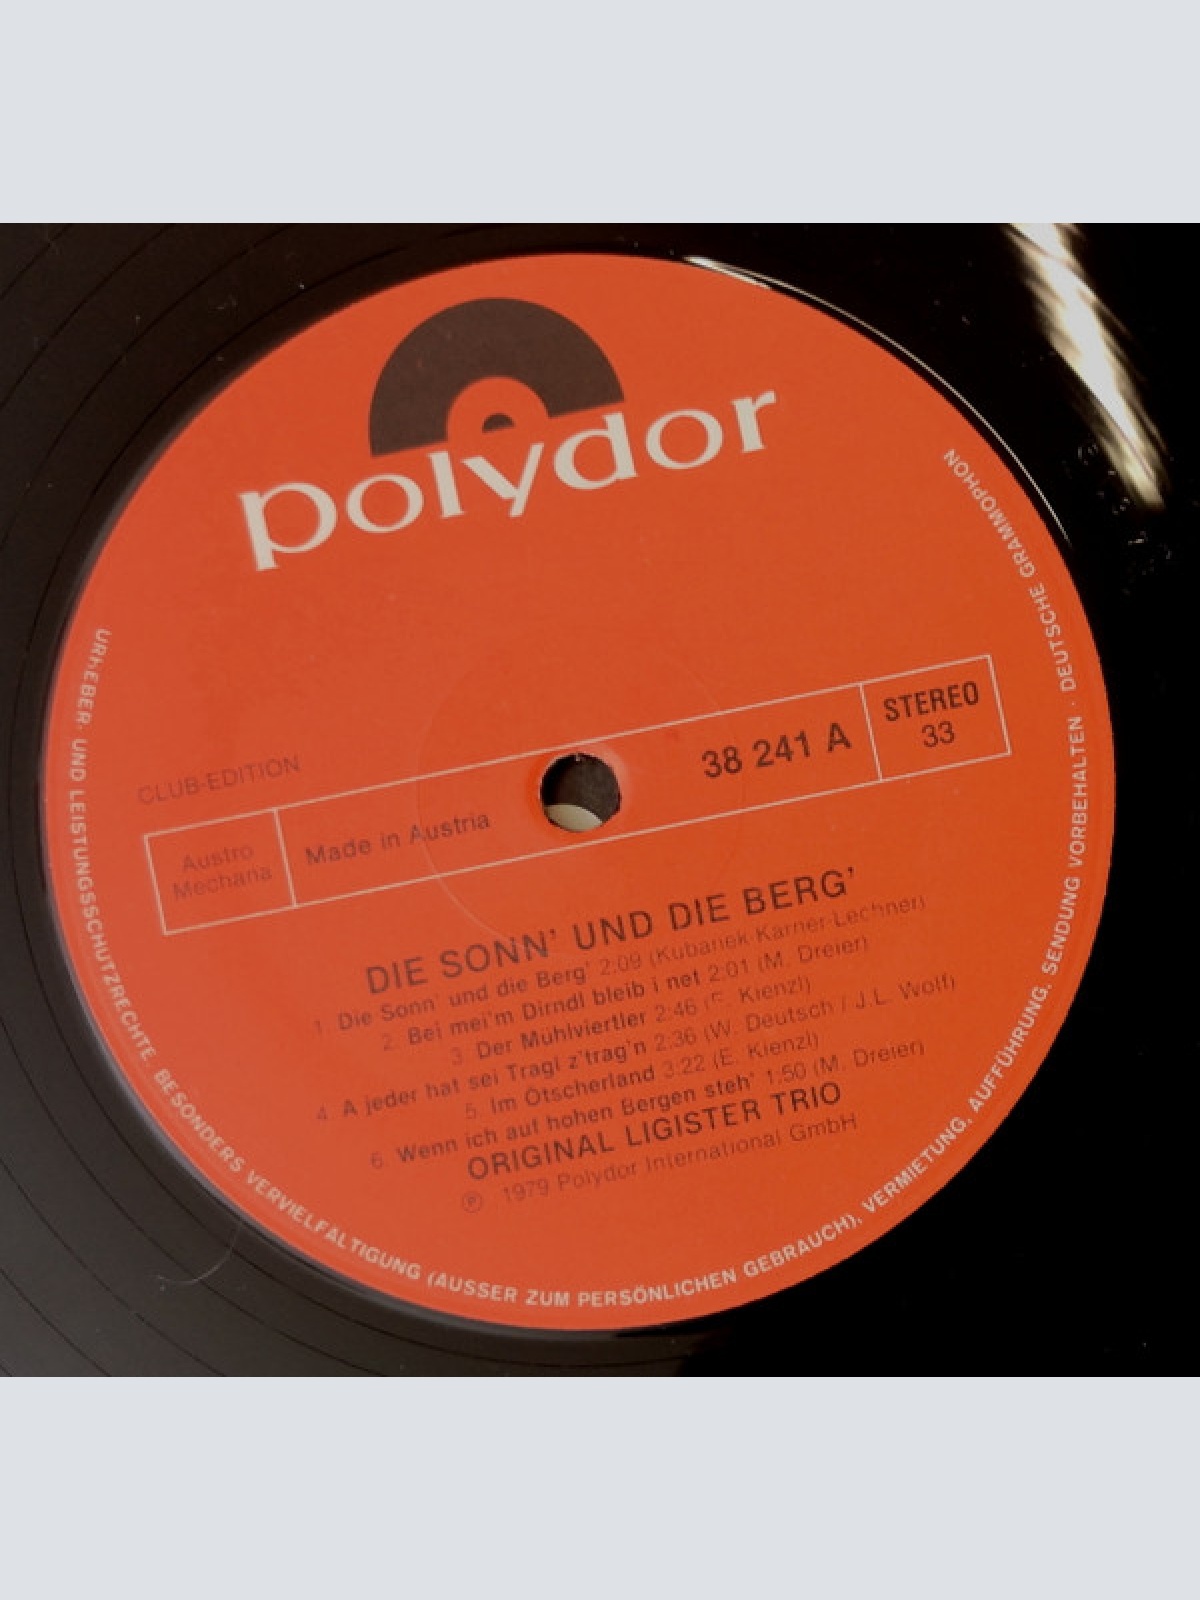 polydor
CLUB-EDITION
Austro
Mechana
Made in Austria
38 241 A
STEREO
33
DIE SONN' UND DIE BERG'
1. Die Sonn' und die Berg' 2:09 (Kubanek-Karner-Lechner)
2. Bei mei'm Dirndl bleib i net 2:01 (M. Dreier)
3. Der Mühlviertler 2:46 (E. Kienzl)
4. A jeder hat sei Tragl z'trag'n 2:36 (W. Deutsch / J.L. Wolf)
5. Im Ötscherland 3:22 (E. Kienzl)
6. Wenn ich auf hohen Bergen steh' 1:50 (M. Dreier)
ORIGINAL LIGISTER TRIO
℗ 1979 Polydor International GmbH
URHEBER- UND LEISTUNGSSCHUTZRECHTE, BESONDERS VERVIELFÄLTIGUNG (AUSSER ZUM PERSÖNLICHEN GEBRAUCH), VERMIETUNG, AUFFÜHRUNG, SENDUNG VORBEHALTEN · DEUTSCHE GRAMMOPHON